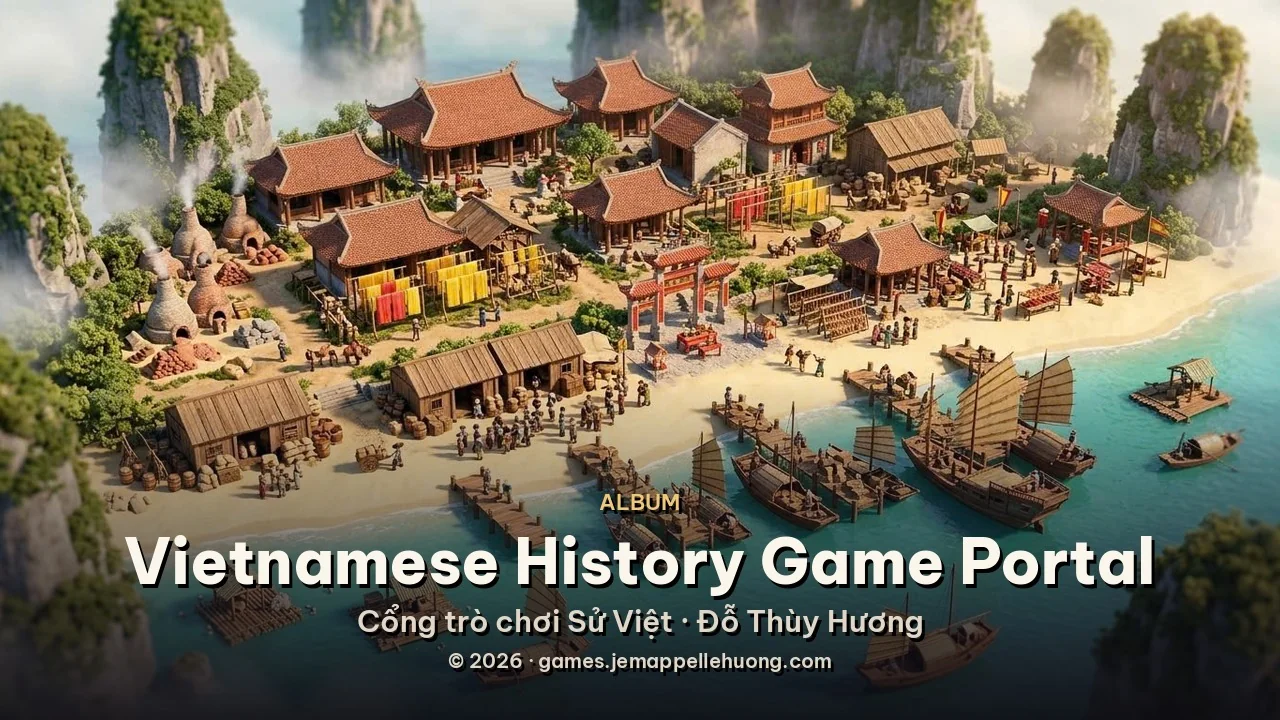 ALBUM
Vietnamese History Game Portal
Cổng trò chơi Sử Việt · Đỗ Thùy Hương
© 2026 · games.jemappellehuong.com